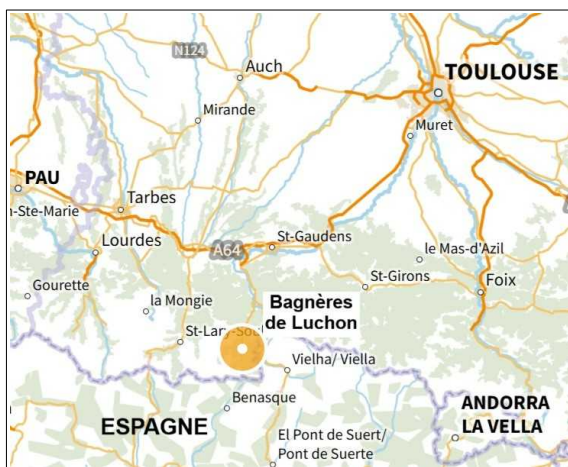 N124
Auch
TOULOUSE
Mirande
Muret
PAU
Tarbes
n-Ste-Marie
Lourdes
A64
St-Gaudens
le Mas-d'Azil
St-Girons
Foix
Gourette
la Mongie
Bagnères
de Luchon
St-Lary-Soul
Vielha/ Viella
Benasque
ESPAGNE
ANDORRA
LA VELLA
El Pont de Suert/
Pont de Suerte